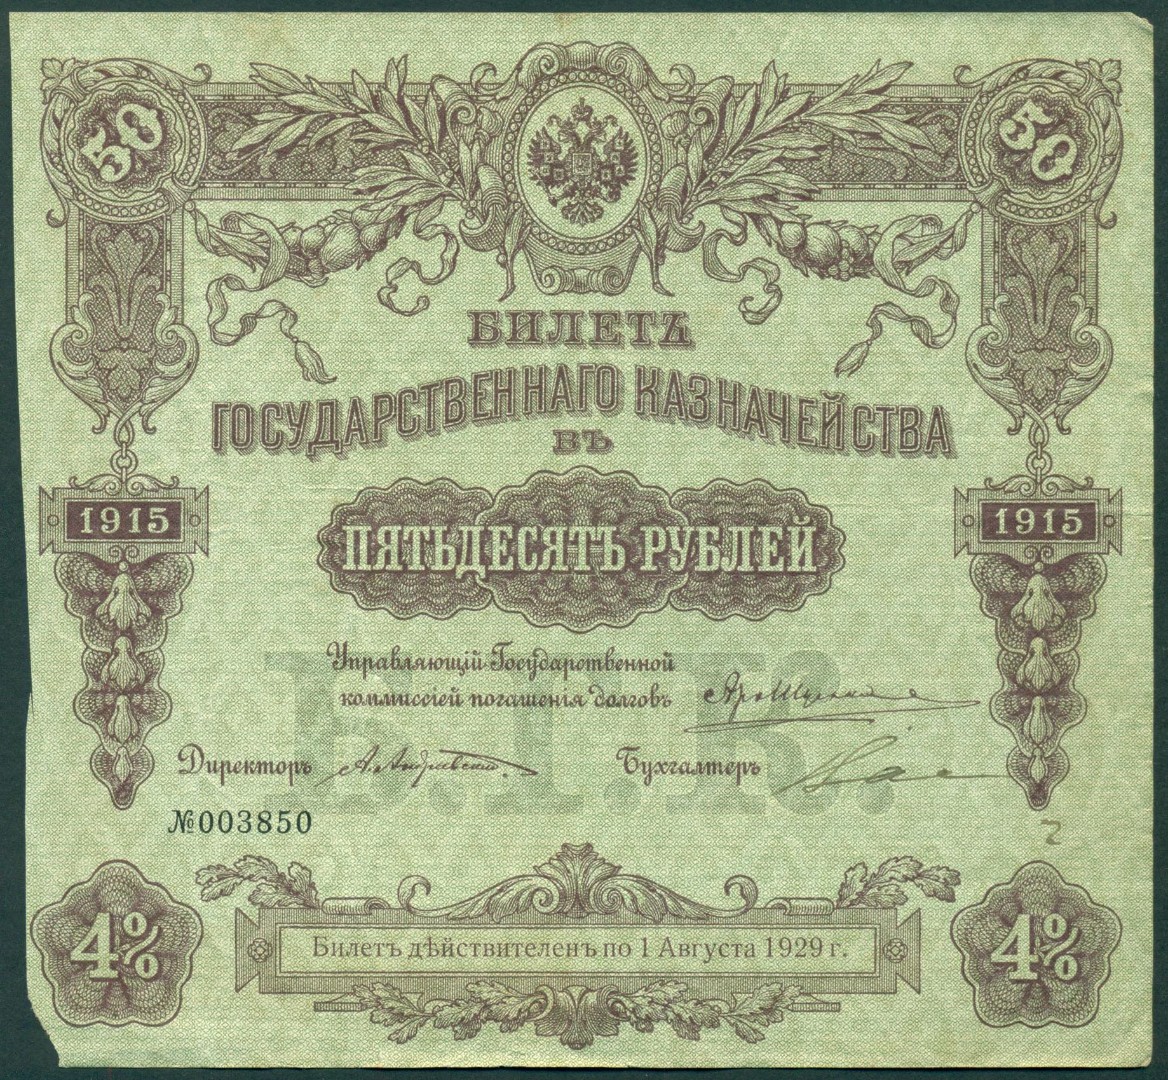 50 50
БИЛЕТЪ
ГОСУДАРСТВЕННАГО КАЗНАЧЕЙСТВА
ВЪ
1915 1915
ПЯТЬДЕСЯТЪ РУБЛЕЙ
Управляющій Государственной
коммиссіей погашенія долговъ
Директоръ Бухгалтеръ
№003850
4% 4%
Билетъ дѣйствителенъ по 1 Августа 1929 г.